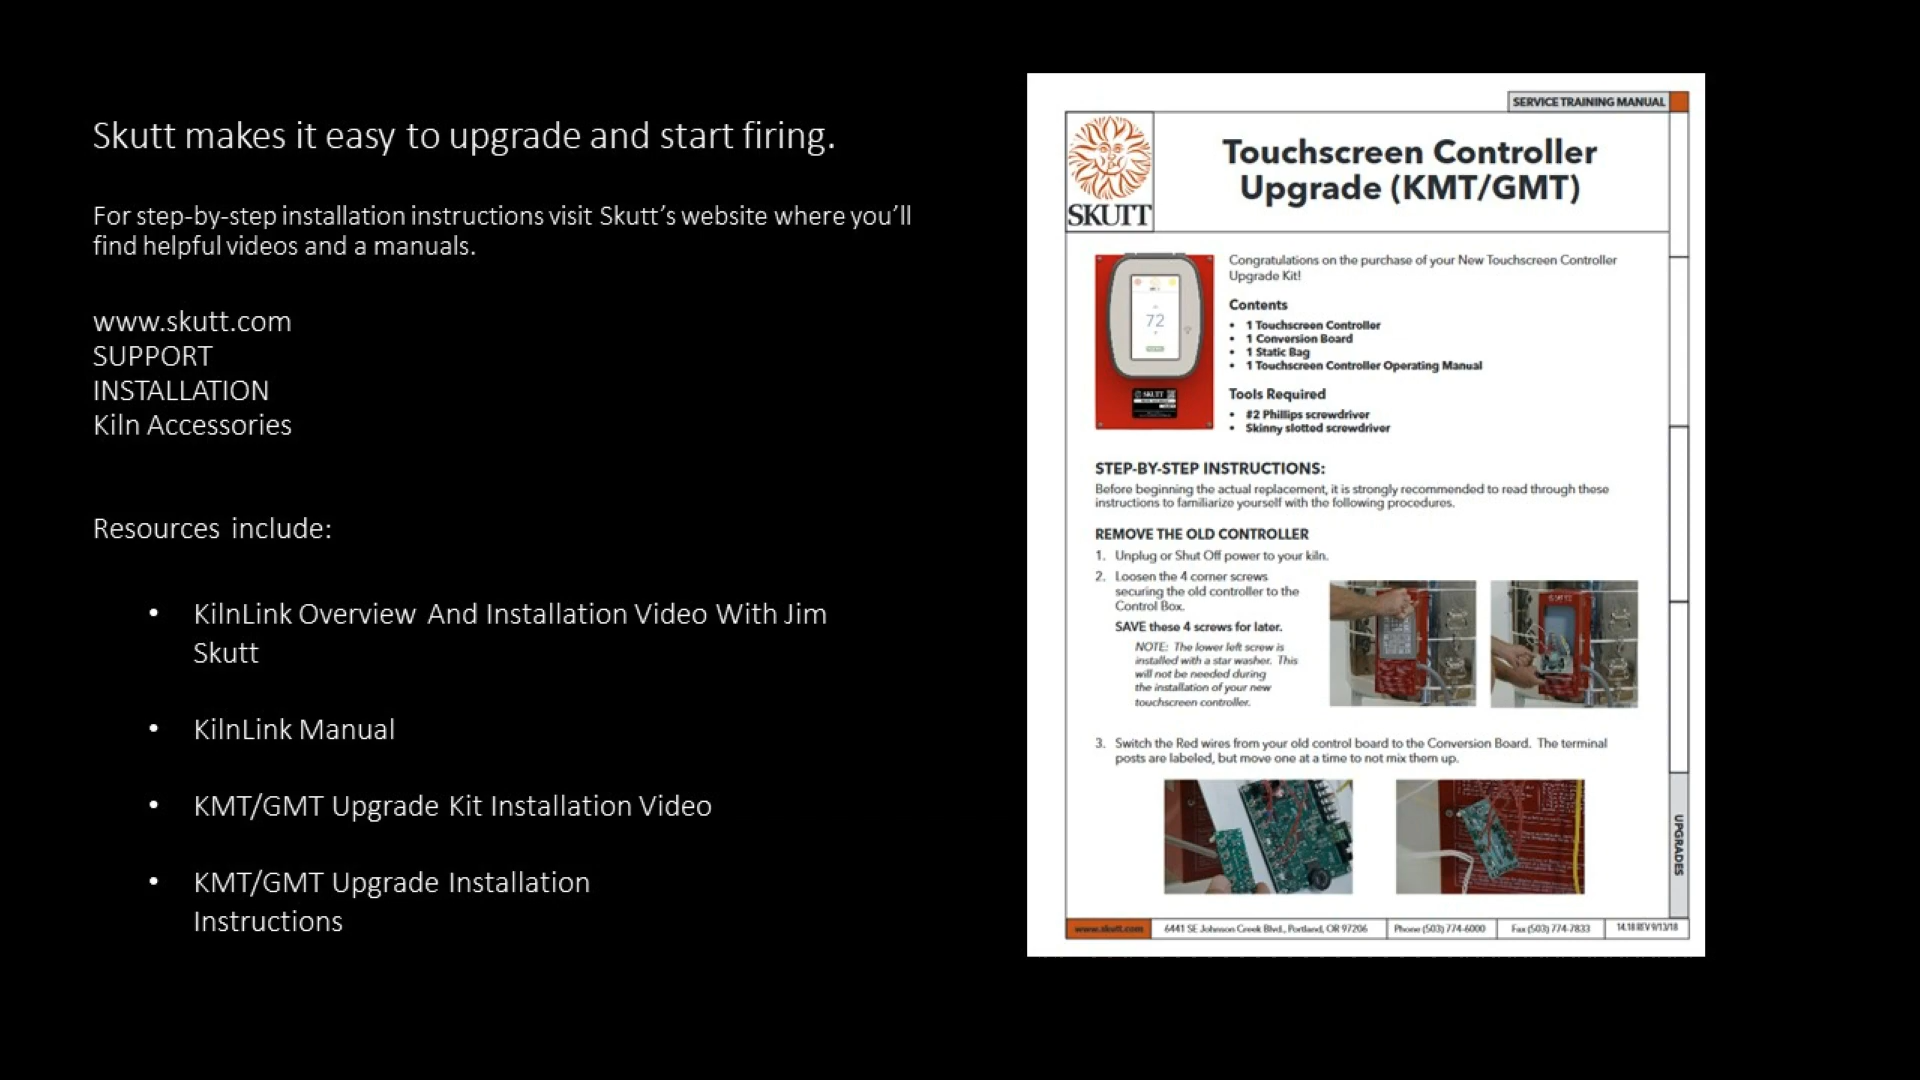 Skutt makes it easy to upgrade and start firing.
For step-by-step installation instructions visit Skutt's website where you'll
find helpful videos and a manuals.
www.skutt.com
SUPPORT
INSTALLATION
Kiln Accessories
Resources include:
• KilnLink Overview And Installation Video With Jim
Skutt
• KilnLink Manual
• KMT/GMT Upgrade Kit Installation Video
• KMT/GMT Upgrade Installation
Instructions
SERVICE TRAINING MANUAL
SKUTT
Touchscreen Controller
Upgrade (KMT/GMT)
Congratulations on the purchase of your New Touchscreen Controller
Upgrade Kit!
Contents
• 1 Touchscreen Controller
• 1 Conversion Board
• 1 Static Bag
• 1 Touchscreen Controller Operating Manual
Tools Required
• #2 Phillips screwdriver
• Skinny slotted screwdriver
72
SKUTT
STEP-BY-STEP INSTRUCTIONS:
Before beginning the actual replacement, it is strongly recommended to read through these
instructions to familiarize yourself with the following procedures.
REMOVE THE OLD CONTROLLER
1. Unplug or Shut Off power to your kiln.
2. Loosen the 4 corner screws
securing the old controller to the
Control Box.
SAVE these 4 screws for later.
NOTE: The lower left screw is
installed with a star washer. This
will not be needed during
the installation of your new
touchscreen controller.
3. Switch the Red wires from your old control board to the Conversion Board. The terminal
posts are labeled, but move one at a time to not mix them up.
UPGRADES
www.skutt.com
6441 SE Johnson Creek Blvd., Portland, OR 97206
Phone (503) 774-6000
Fax (503) 774-7833
14.18 REV 9/13/18